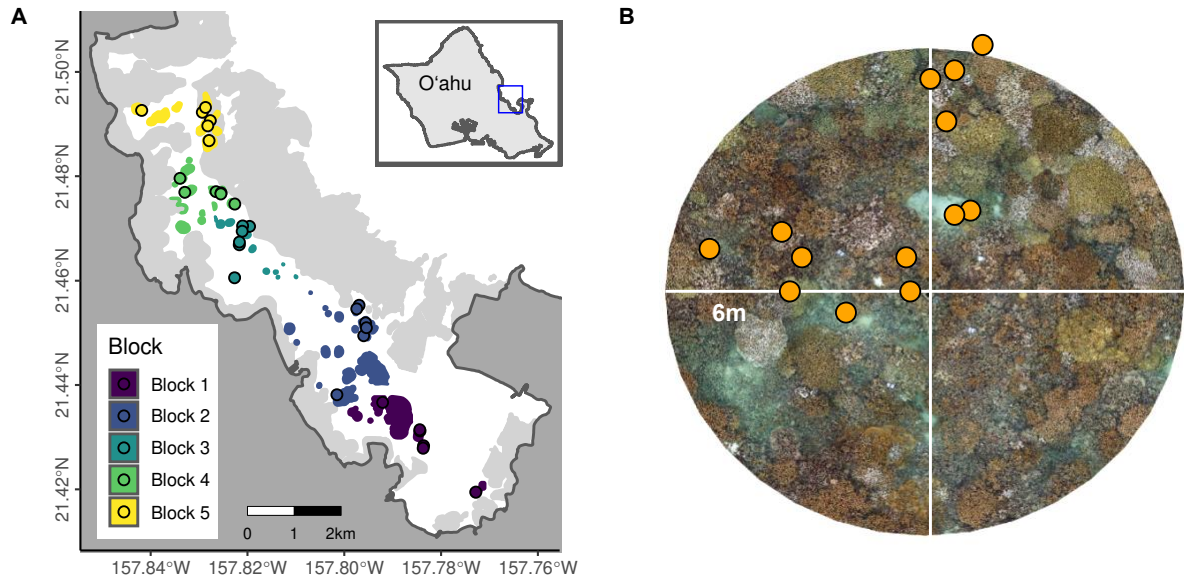 A
B
21.50°N
21.48°N
21.46°N
21.44°N
21.42°N
Oʻahu
Block
Block 1
Block 2
Block 3
Block 4
Block 5
0 1 2km
157.84°W 157.82°W 157.80°W 157.78°W 157.76°W
6m